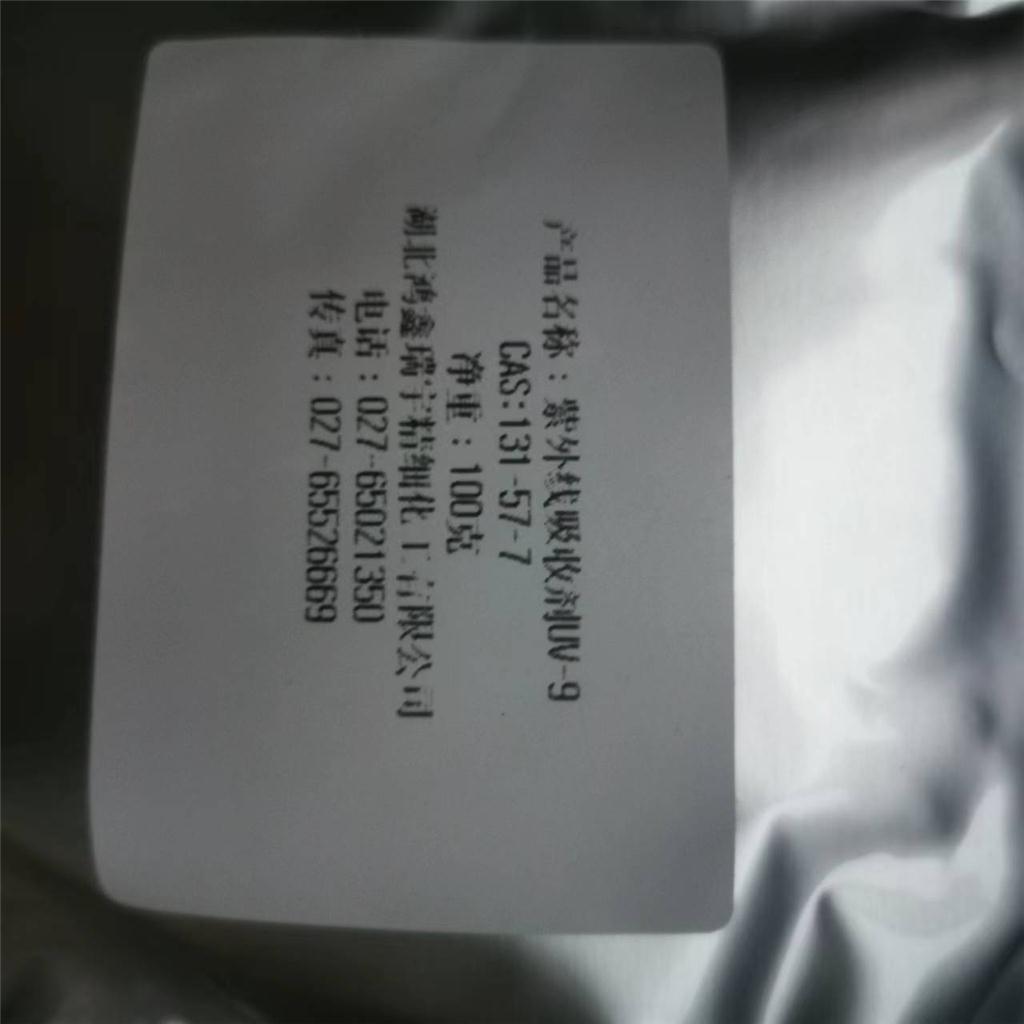 产品名称：紫外线吸收剂UV-9
CAS:131-57-7
净重：100克
湖北鸿鑫瑞宇精细化工有限公司
电话：027-65021350
传真：027-65526669